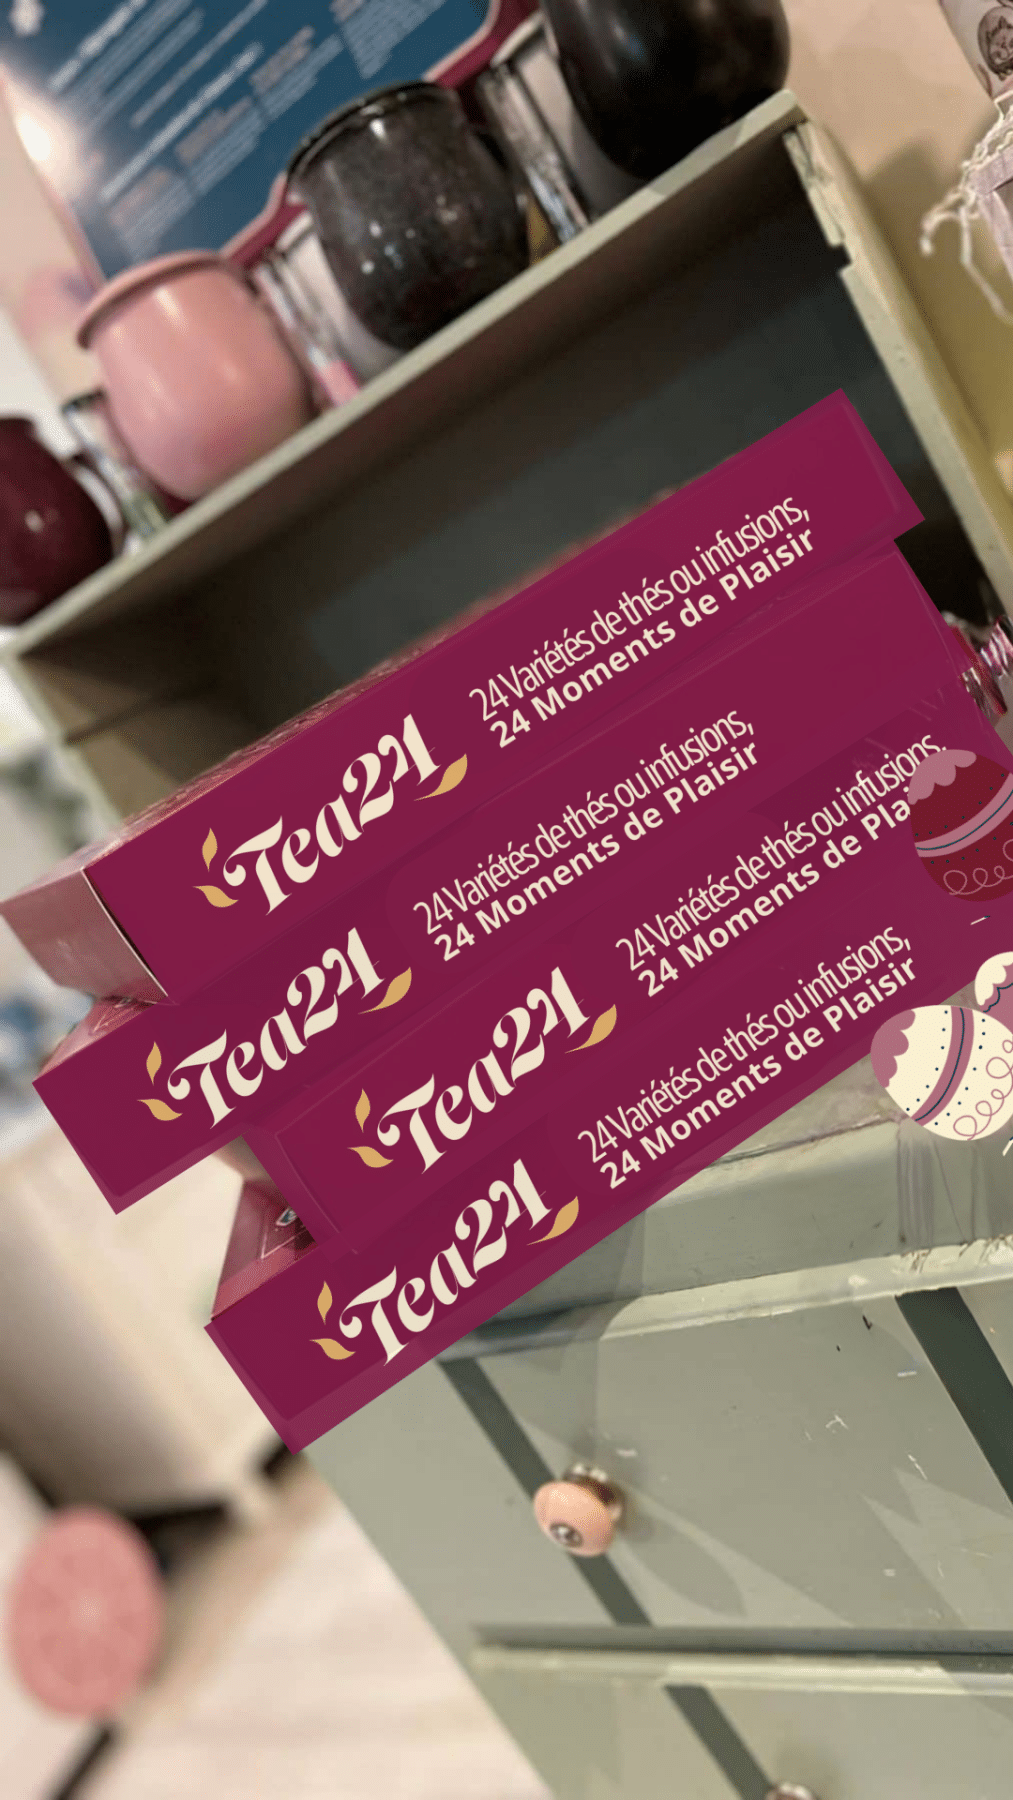 Tea24
24 Variétés de thés ou infusions,
24 Moments de Plaisir
Tea24
24 Variétés de thés ou infusions,
24 Moments de Plaisir
Tea24
24 Variétés de thés ou infusions,
24 Moments de Pla
Tea24
24 Variétés de thés ou infusions,
24 Moments de Plaisir